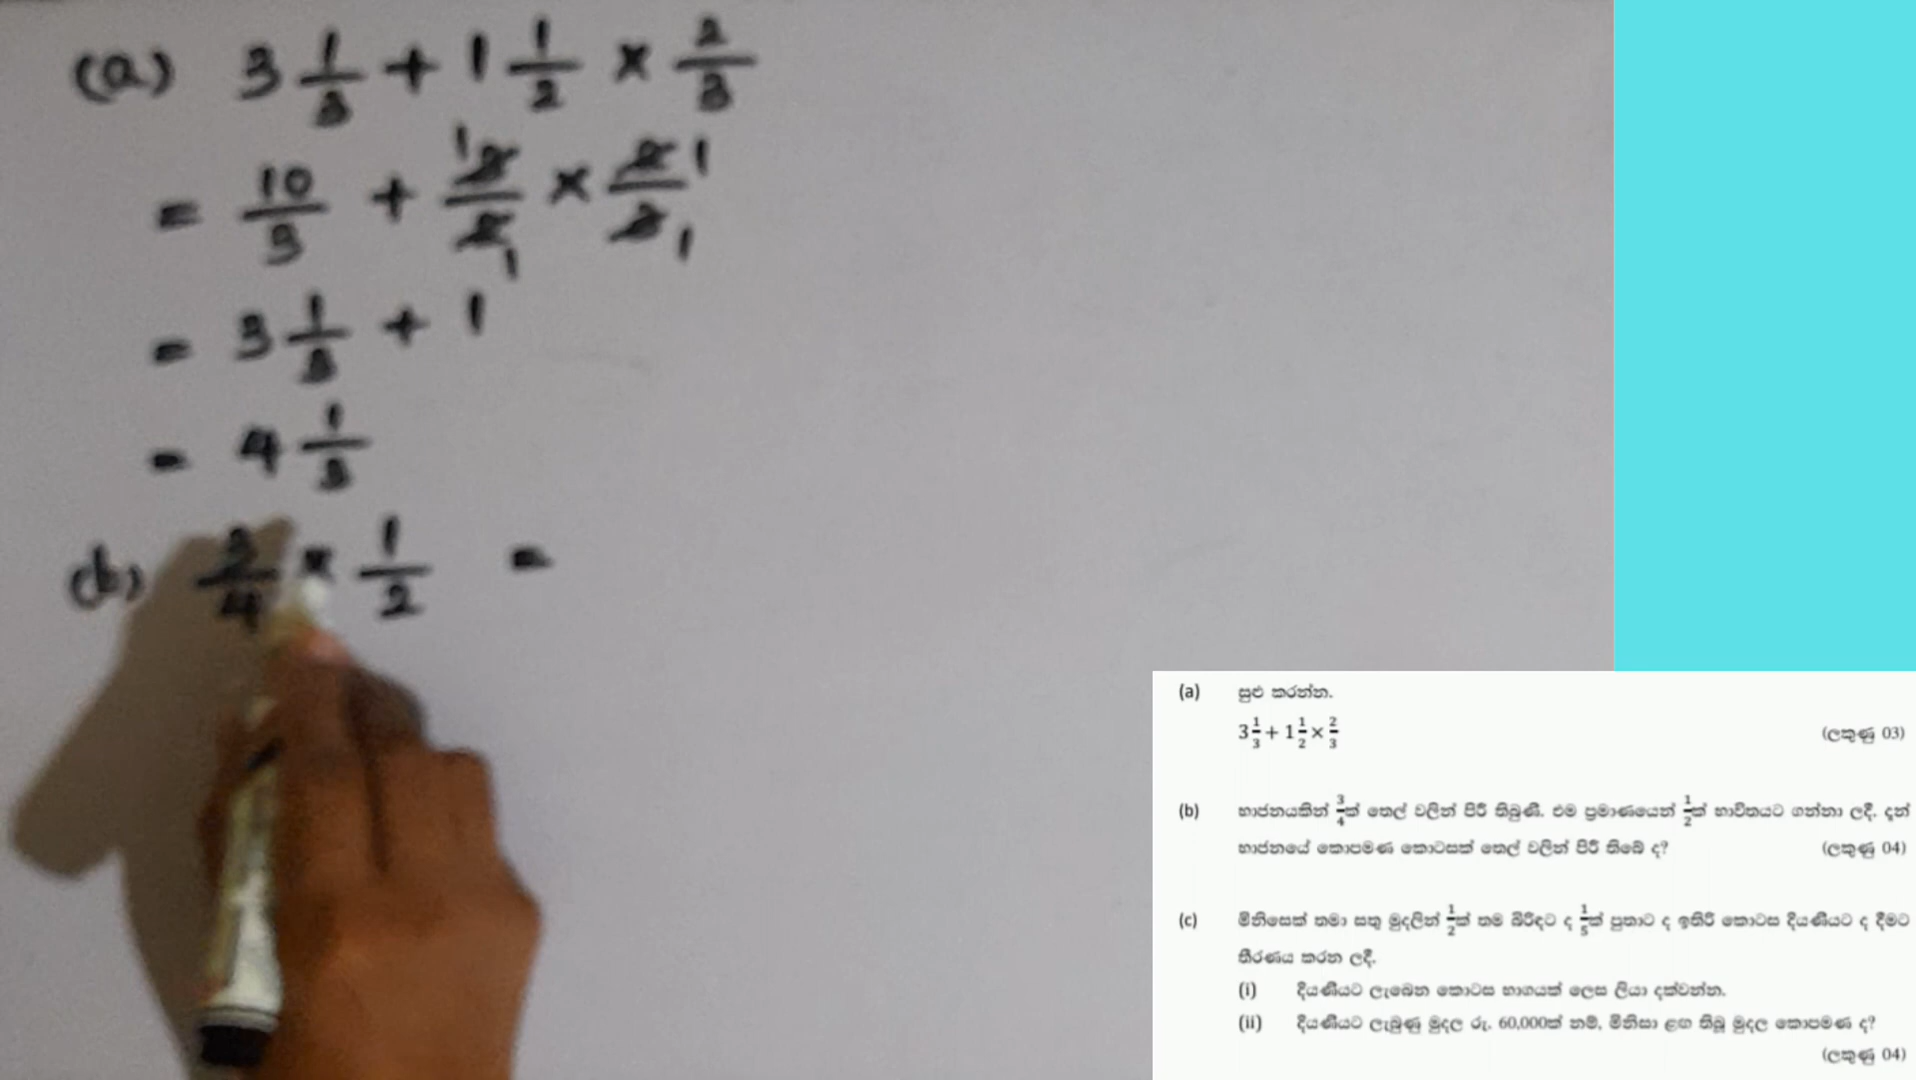 (a) 3 1/3 + 1 1/2 × 2/3
= 10/3 + 3/2 1 1 × 2/3 1 1
= 3 1/3 + 1
= 4 1/3
(b) 3/4 × 1/2 =
(a) සුළු කරන්න.
3 1/3 + 1 1/2 × 2/3 (ලකුණු 03)
(b) භාජනයකින් 3/4ක් තෙල් වලින් පිරී තිබුණි. එම ප්‍රමාණයෙන් 1/2ක් භාවිතයට ගන්නා ලදී. දැන්
භාජනයේ කොපමණ කොටසක් තෙල් වලින් පිරී තිබේ ද? (ලකුණු 04)
(c) මිනිසෙක් තමා සතු මුදලින් 1/2ක් තම බිරිඳට ද 1/5ක් පුතාට ද ඉතිරි කොටස දියණියට ද දීමට
තීරණය කරන ලදී.
(i) දියණියට ලැබෙන කොටස භාගයක් ලෙස ලියා දක්වන්න.
(ii) දියණියට ලැබුණු මුදල රු. 60,000ක් නම්, මිනිසා ළඟ තිබූ මුදල කොපමණ ද?
(ලකුණු 04)